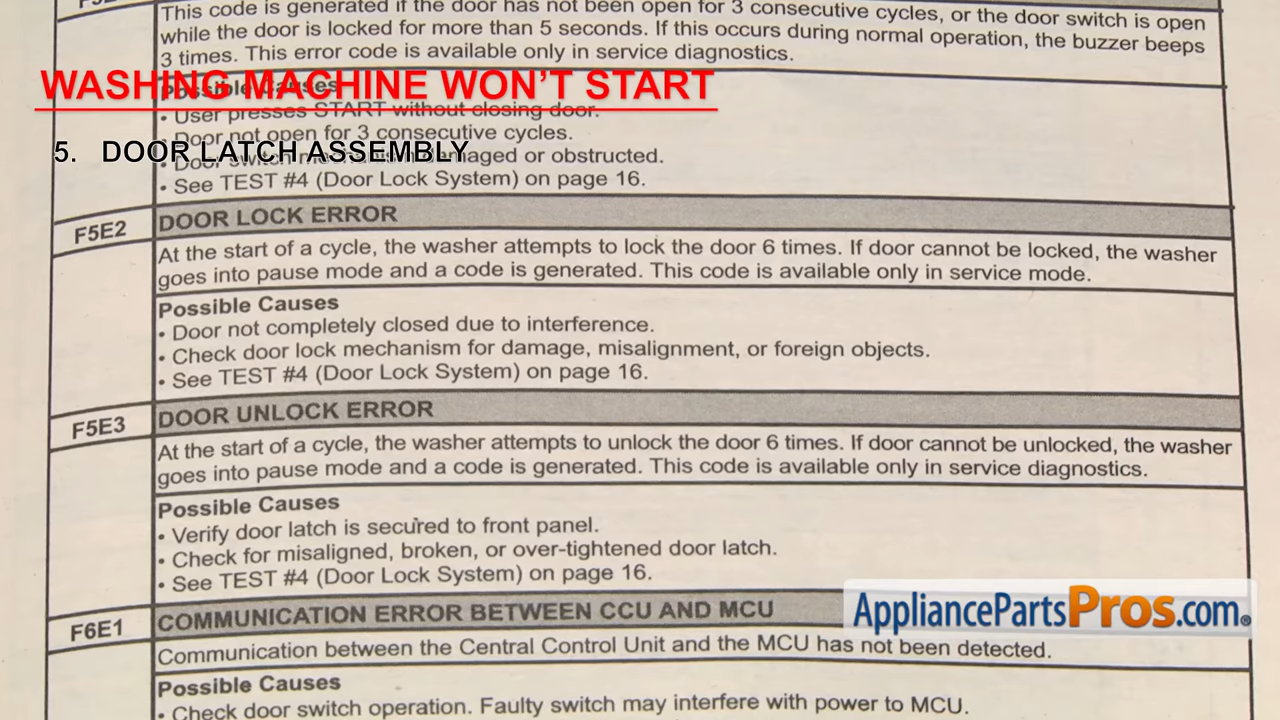 This code is generated if the door has not been open for 3 consecutive cycles, or the door switch is open
while the door is locked for more than 5 seconds. If this occurs during normal operation, the buzzer beeps
3 times. This error code is available only in service diagnostics.
WASHING MACHINE WON'T START
Possible Causes
• User presses START without closing door.
• Door not open for 3 consecutive cycles.
5. DOOR LATCH ASSEMBLY
• Door switch mechanism damaged or obstructed.
• See TEST #4 (Door Lock System) on page 16.
F5E2 DOOR LOCK ERROR
At the start of a cycle, the washer attempts to lock the door 6 times. If door cannot be locked, the washer
goes into pause mode and a code is generated. This code is available only in service mode.
Possible Causes
• Door not completely closed due to interference.
• Check door lock mechanism for damage, misalignment, or foreign objects.
• See TEST #4 (Door Lock System) on page 16.
F5E3 DOOR UNLOCK ERROR
At the start of a cycle, the washer attempts to unlock the door 6 times. If door cannot be unlocked, the washer
goes into pause mode and a code is generated. This code is available only in service diagnostics.
Possible Causes
• Verify door latch is secured to front panel.
• Check for misaligned, broken, or over-tightened door latch.
• See TEST #4 (Door Lock System) on page 16.
F6E1 COMMUNICATION ERROR BETWEEN CCU AND MCU
AppliancePartsPros.com®
Communication between the Central Control Unit and the MCU has not been detected.
Possible Causes
• Check door switch operation. Faulty switch may interfere with power to MCU.